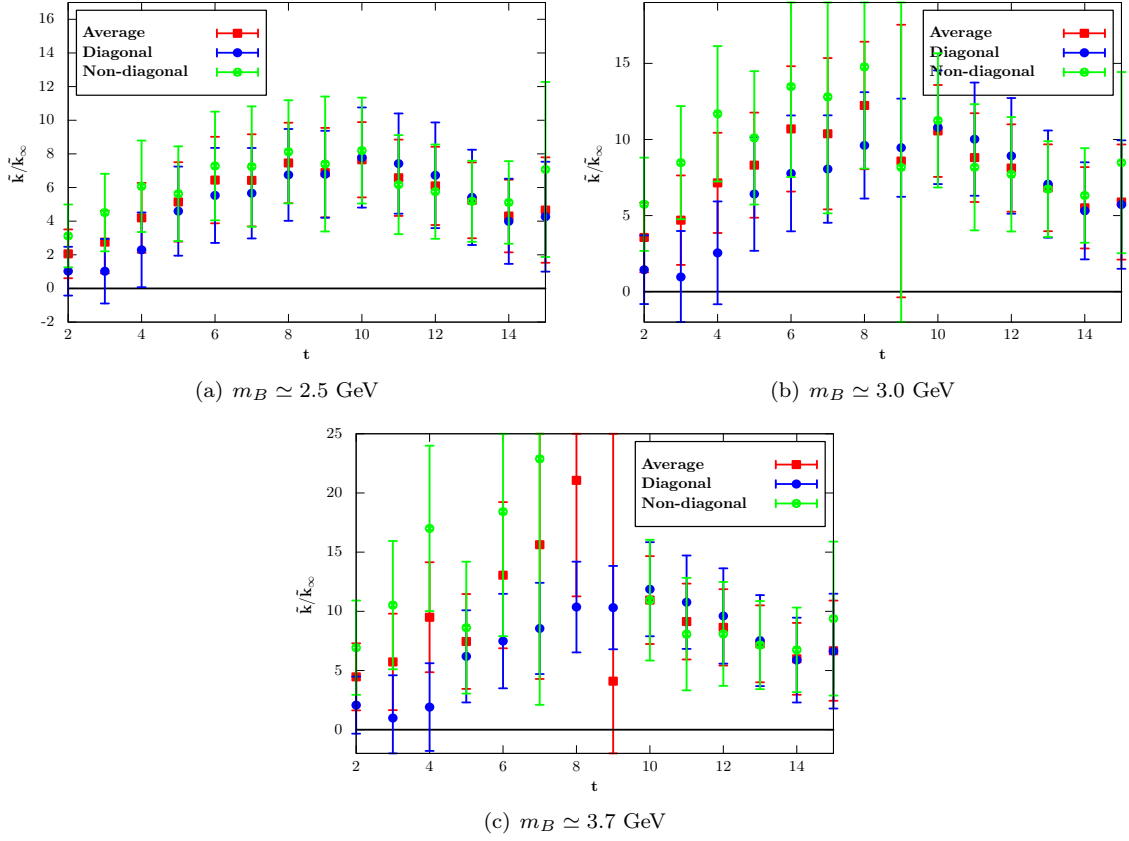 16
14
12
10
8
6
4
2
0
-2
k̃/k̃∞
Average
Diagonal
Non-diagonal
2 4 6 8 10 12 14
t
(a) m_B ≃ 2.5 GeV
15
10
5
0
k̃/k̃∞
Average
Diagonal
Non-diagonal
2 4 6 8 10 12 14
t
(b) m_B ≃ 3.0 GeV
25
20
15
10
5
0
k̃/k̃∞
Average
Diagonal
Non-diagonal
2 4 6 8 10 12 14
t
(c) m_B ≃ 3.7 GeV